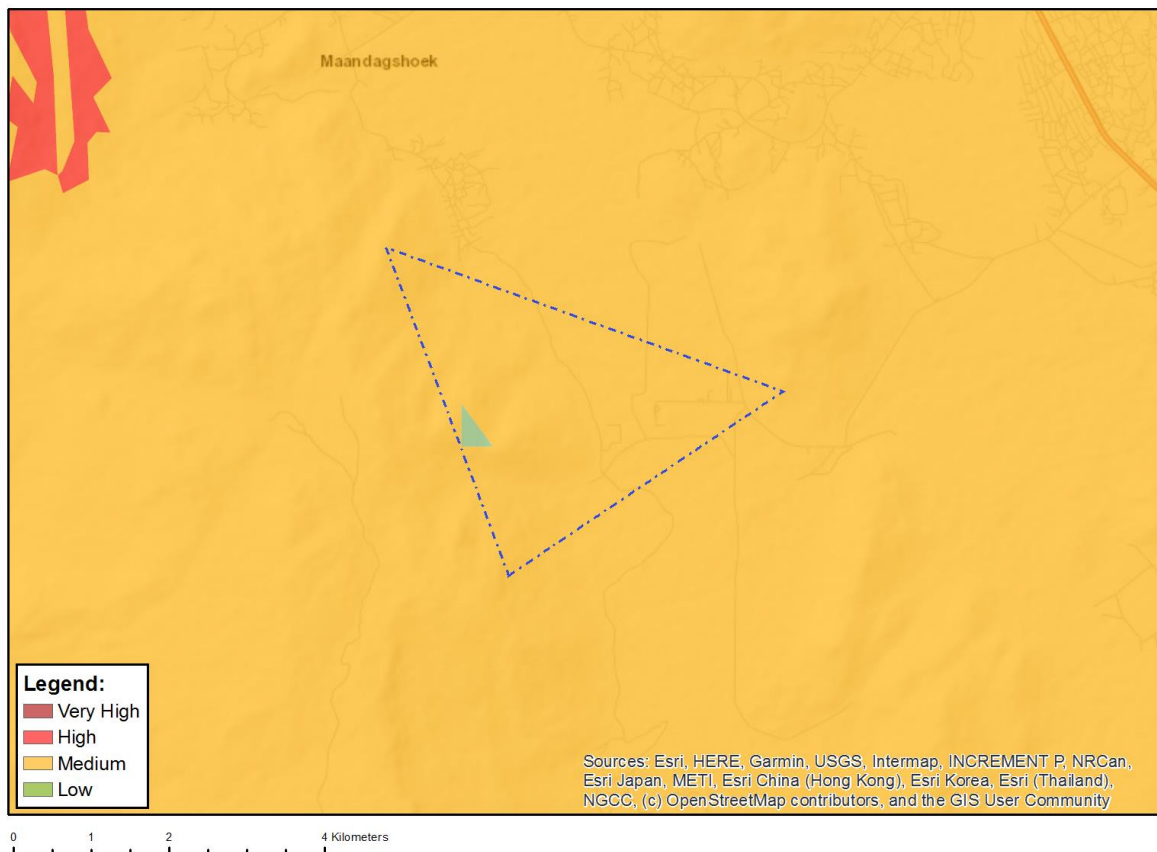 Maandagshoek
Legend:
Very High
High
Medium
Low
Sources: Esri, HERE, Garmin, USGS, Intermap, INCREMENT P, NRCan,
Esri Japan, METI, Esri China (Hong Kong), Esri Korea, Esri (Thailand),
NGCC, (c) OpenStreetMap contributors, and the GIS User Community
0 1 2 4 Kilometers